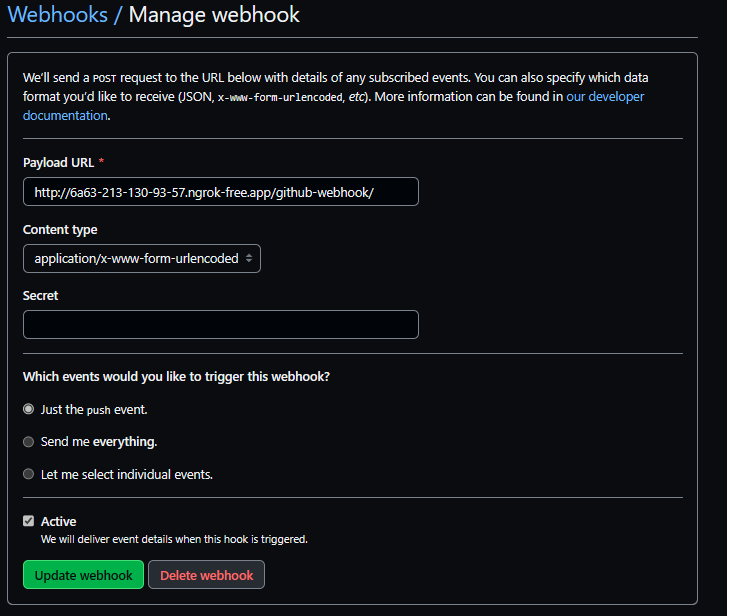 Webhooks / Manage webhook
We'll send a POST request to the URL below with details of any subscribed events. You can also specify which data
format you'd like to receive (JSON, x-www-form-urlencoded, etc). More information can be found in our developer
documentation.
Payload URL *
http://6a63-213-130-93-57.ngrok-free.app/github-webhook/
Content type
application/x-www-form-urlencoded
Secret
Which events would you like to trigger this webhook?
Just the push event.
Send me everything.
Let me select individual events.
Active
We will deliver event details when this hook is triggered.
Update webhook
Delete webhook